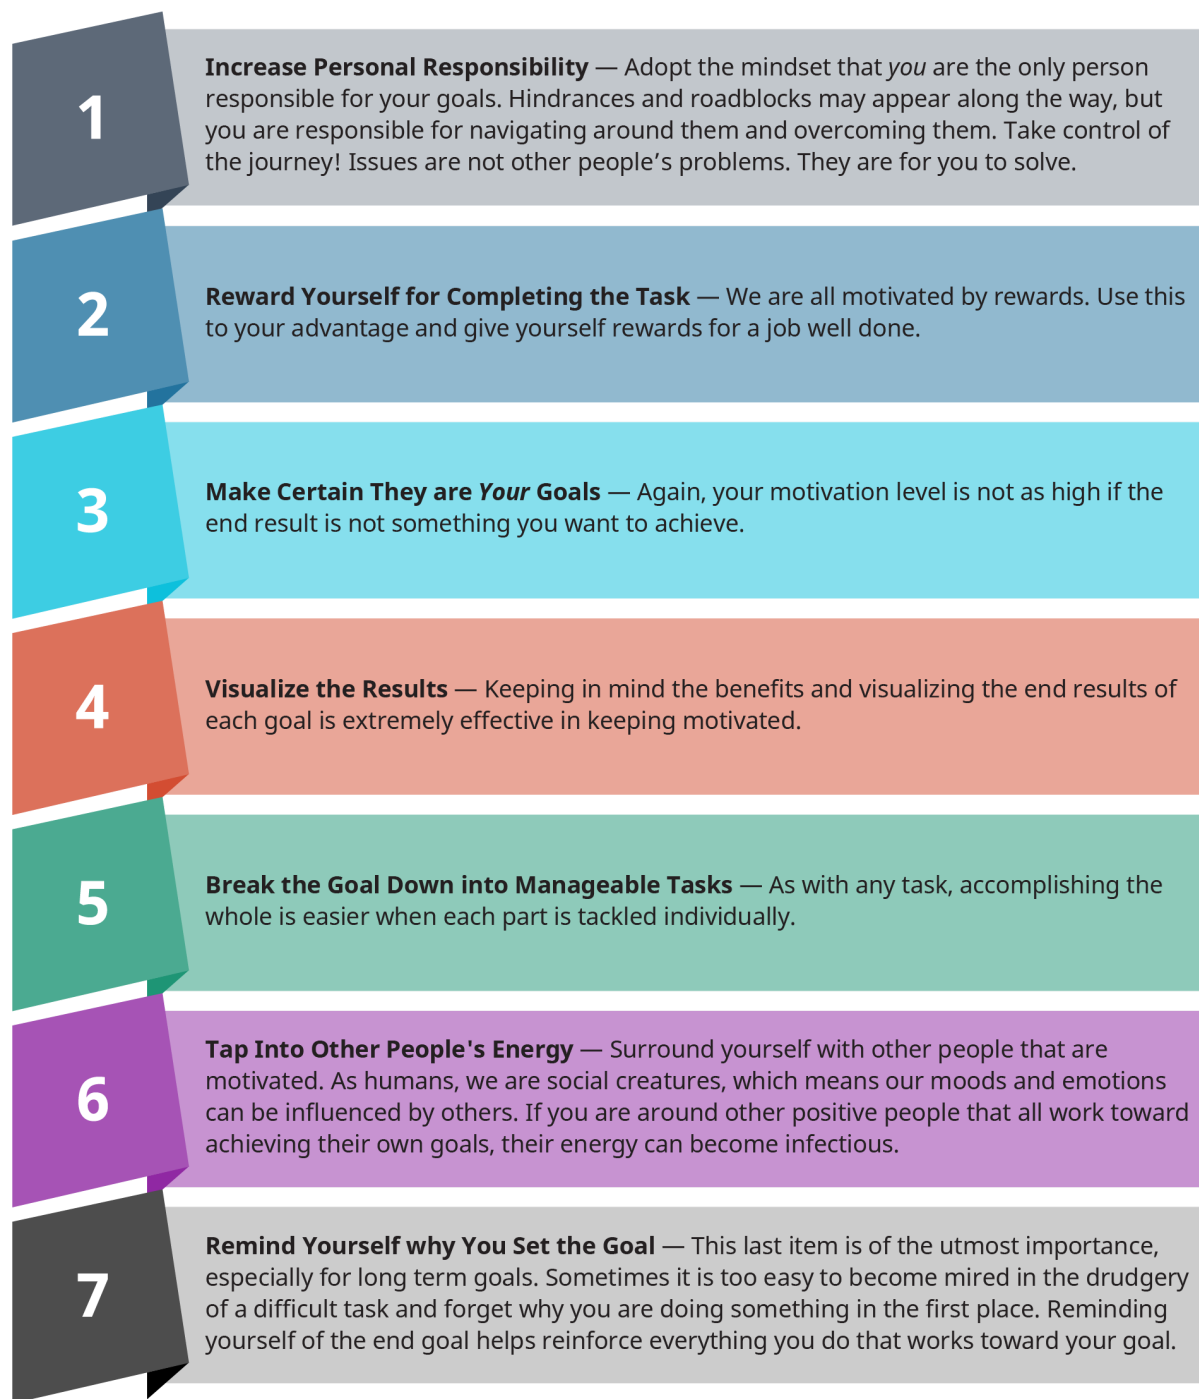 1
Increase Personal Responsibility — Adopt the mindset that you are the only person
responsible for your goals. Hindrances and roadblocks may appear along the way, but
you are responsible for navigating around them and overcoming them. Take control of
the journey! Issues are not other people’s problems. They are for you to solve.
2
Reward Yourself for Completing the Task — We are all motivated by rewards. Use this
to your advantage and give yourself rewards for a job well done.
3
Make Certain They are Your Goals — Again, your motivation level is not as high if the
end result is not something you want to achieve.
4
Visualize the Results — Keeping in mind the benefits and visualizing the end results of
each goal is extremely effective in keeping motivated.
5
Break the Goal Down into Manageable Tasks — As with any task, accomplishing the
whole is easier when each part is tackled individually.
6
Tap Into Other People's Energy — Surround yourself with other people that are
motivated. As humans, we are social creatures, which means our moods and emotions
can be influenced by others. If you are around other positive people that all work toward
achieving their own goals, their energy can become infectious.
7
Remind Yourself why You Set the Goal — This last item is of the utmost importance,
especially for long term goals. Sometimes it is too easy to become mired in the drudgery
of a difficult task and forget why you are doing something in the first place. Reminding
yourself of the end goal helps reinforce everything you do that works toward your goal.